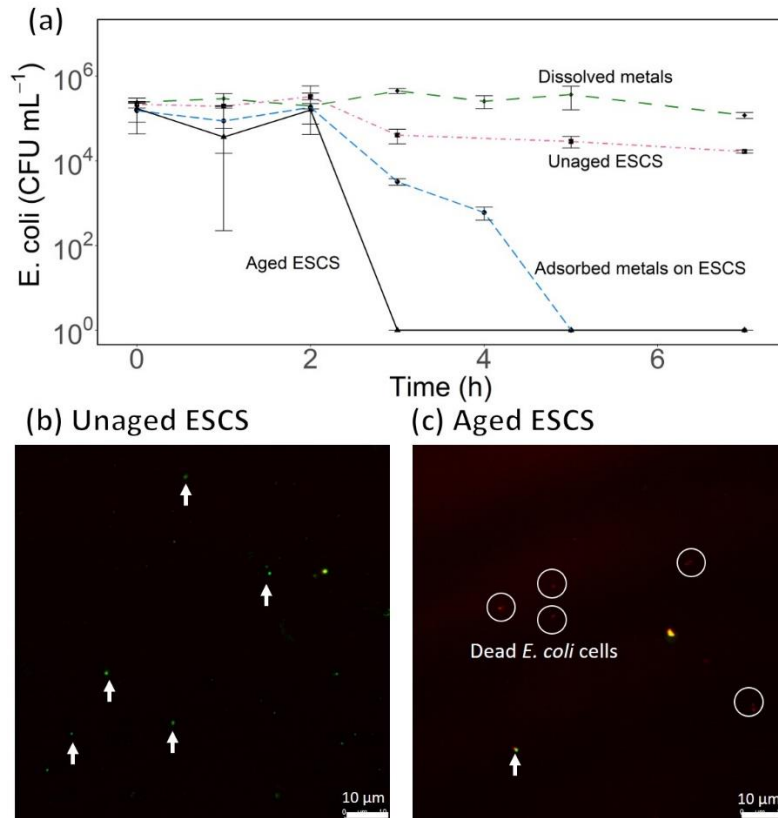 (a)
E. coli (CFU mL⁻¹)
10⁶
10⁴
10²
10⁰
Dissolved metals
Unaged ESCS
Aged ESCS
Adsorbed metals on ESCS
0
2
4
6
Time (h)
(b) Unaged ESCS
(c) Aged ESCS
Dead E. coli cells
10 µm
10 µm